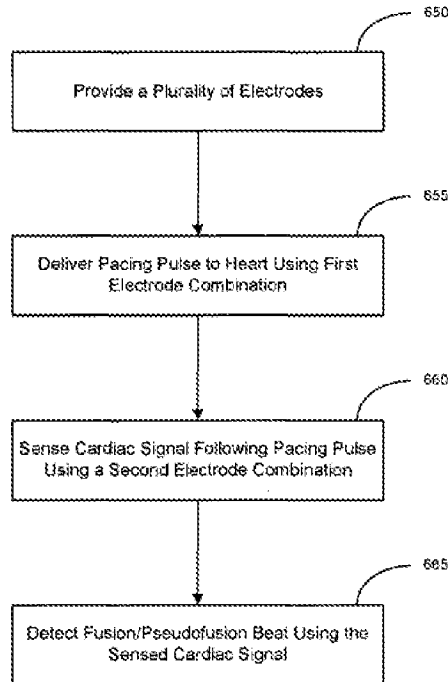 650
Provide a Plurality of Electrodes
655
Deliver Pacing Pulse to Heart Using First
Electrode Combination
660
Sense Cardiac Signal Following Pacing Pulse
Using a Second Electrode Combination
665
Detect Fusion/Pseudofusion Beat Using the
Sensed Cardiac Signal